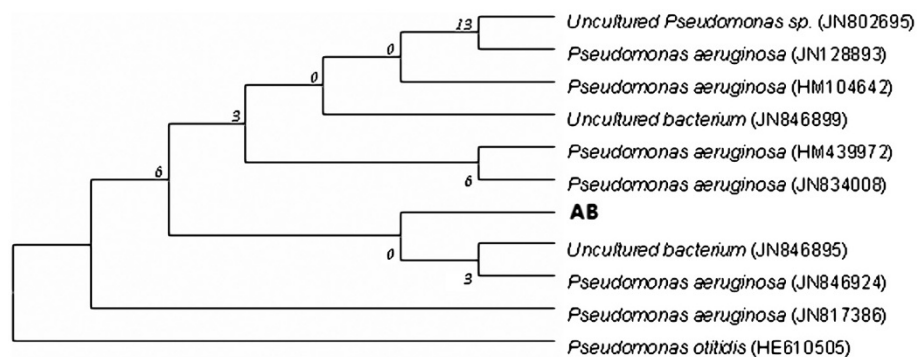 13 Uncultured Pseudomonas sp. (JN802695)
0 Pseudomonas aeruginosa (JN128893)
0 Pseudomonas aeruginosa (HM104642)
3 Uncultured bacterium (JN846899)
Pseudomonas aeruginosa (HM439972)
6 6 Pseudomonas aeruginosa (JN834008)
AB
0 Uncultured bacterium (JN846895)
3 Pseudomonas aeruginosa (JN846924)
Pseudomonas aeruginosa (JN817386)
Pseudomonas otitidis (HE610505)